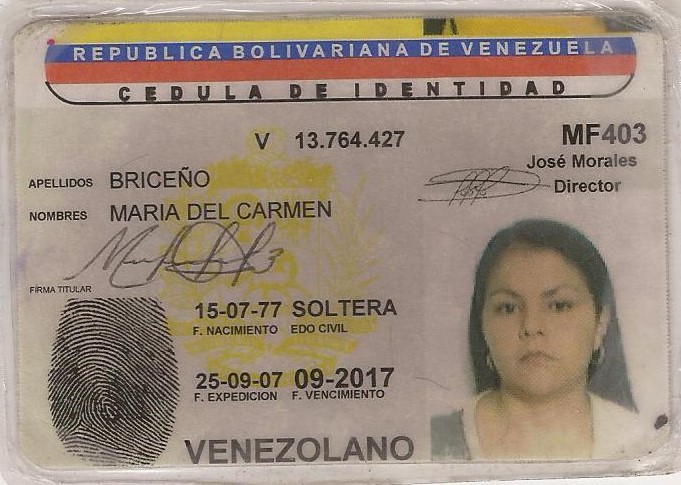 REPUBLICA BOLIVARIANA DE VENEZUELA
CEDULA DE IDENTIDAD
V 13.764.427
MF403
José Morales
Director
APELLIDOS BRICEÑO
NOMBRES MARIA DEL CARMEN
FIRMA TITULAR
15-07-77 SOLTERA
F. NACIMIENTO EDO CIVIL
25-09-07 09-2017
F. EXPEDICION F. VENCIMIENTO
VENEZOLANO